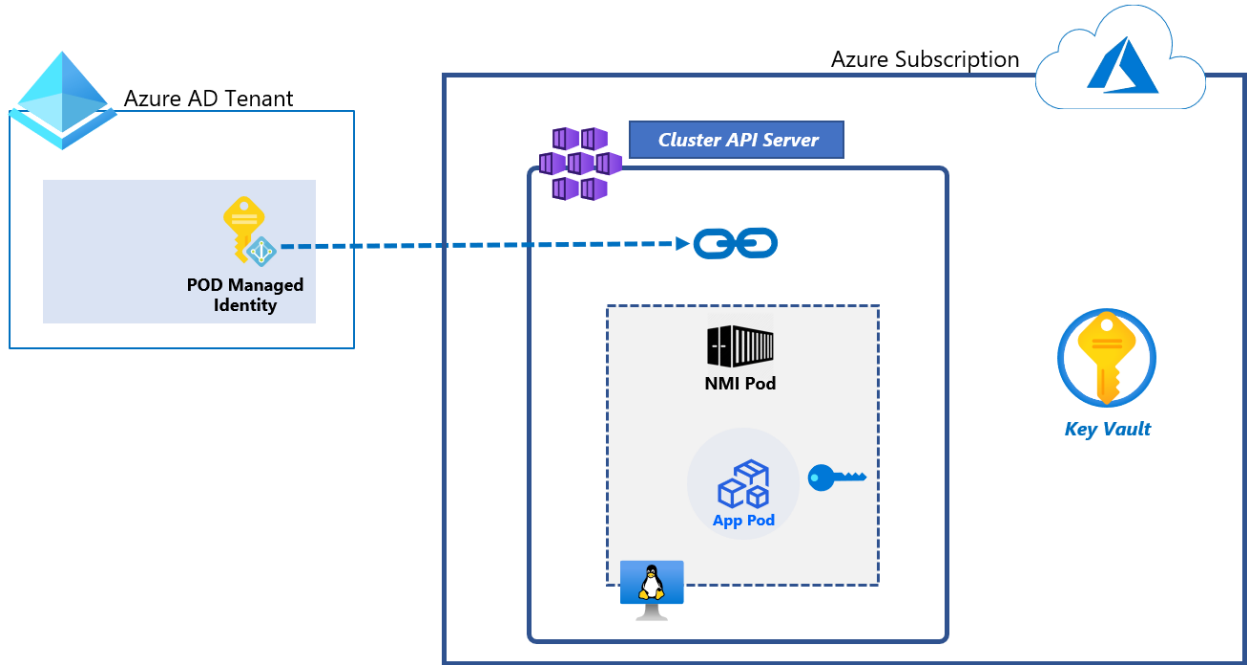 Azure Subscription
Azure AD Tenant
Cluster API Server
POD Managed
Identity
NMI Pod
Key Vault
App Pod